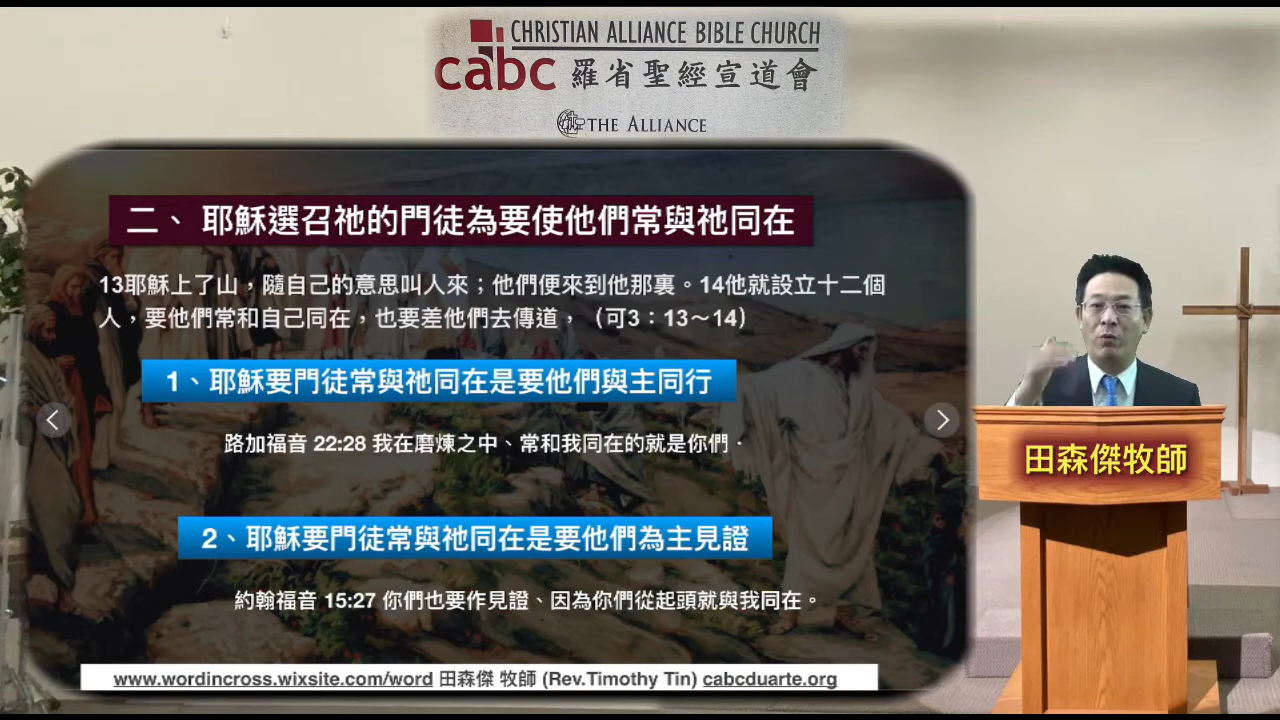 CHRISTIAN ALLIANCE BIBLE CHURCH
cabc 羅省聖經宣道會
THE ALLIANCE
二、 耶穌選召祂的門徒為要使他們常與祂同在
13耶穌上了山，隨自己的意思叫人來；他們便來到他那裏。14他就設立十二個
人，要他們常和自己同在，也要差他們去傳道，（可3：13～14）
1、耶穌要門徒常與祂同在是要他們與主同行
路加福音 22:28 我在磨煉之中、常和我同在的就是你們．
2、耶穌要門徒常與祂同在是要他們為主見證
約翰福音 15:27 你們也要作見證、因為你們從起頭就與我同在。
www.wordincross.wixsite.com/word 田森傑 牧師 (Rev.Timothy Tin) cabcduarte.org
田森傑牧師